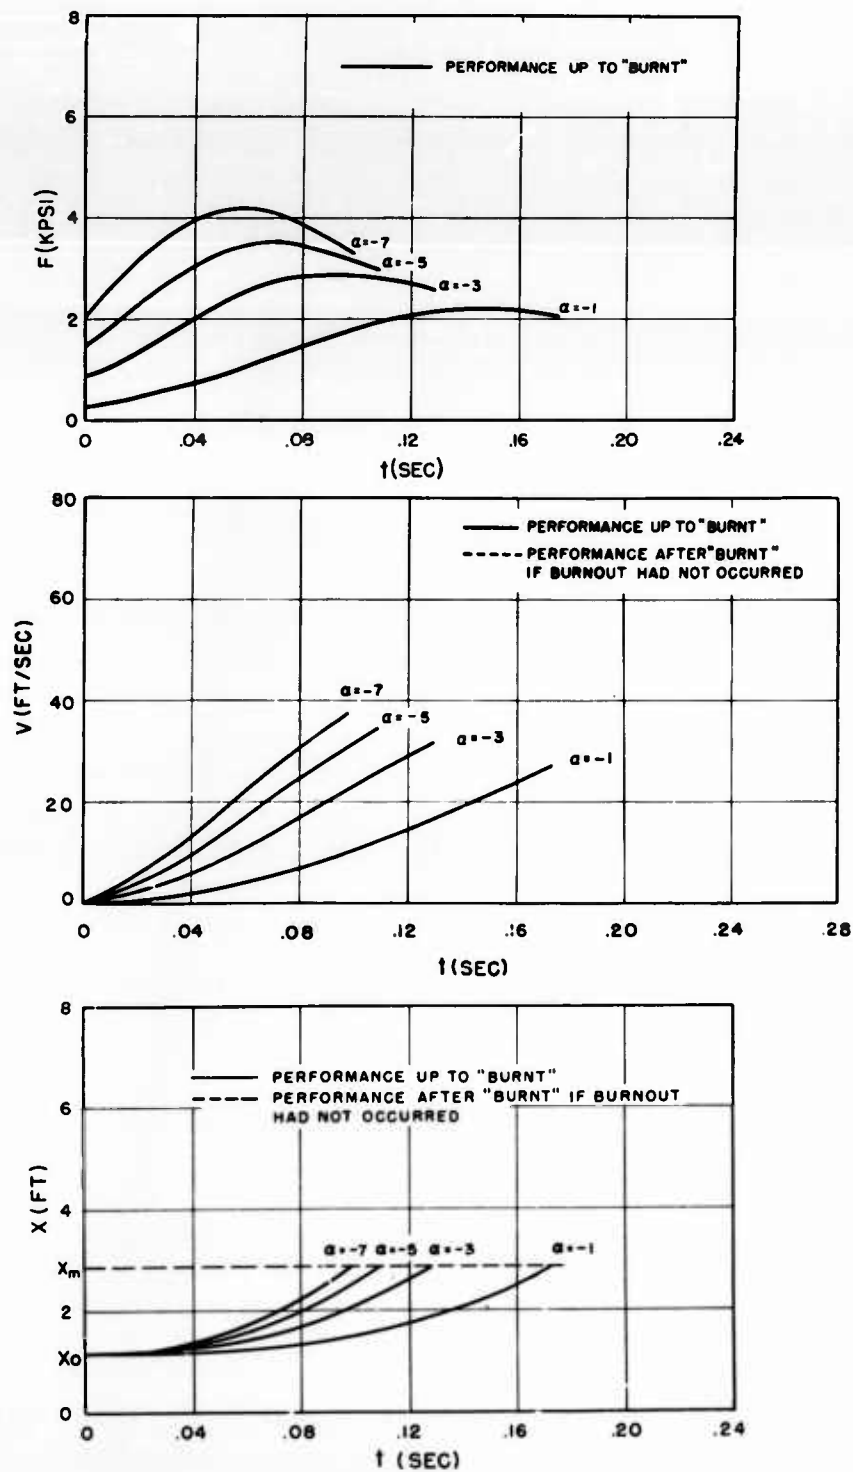 8
6
4
2
0
F(KPSI)
PERFORMANCE UP TO "BURNT"
α=-7
α=-5
α=-3
α=-1
0
.04
.08
.12
.16
.20
.24
t(SEC)
80
60
40
20
0
V(FT/SEC)
PERFORMANCE UP TO "BURNT"
PERFORMANCE AFTER "BURNT"
IF BURNOUT HAD NOT OCCURRED
α=-7
α=-5
α=-3
α=-1
.04
.08
.12
.16
.20
.24
.28
t(SEC)
8
6
4
Xm
2
Xo
0
X(FT)
PERFORMANCE UP TO "BURNT"
PERFORMANCE AFTER "BURNT" IF BURNOUT
HAD NOT OCCURRED
α=-7
α=-5
α=-3
α=-1
0
.04
.08
.12
.16
.20
.24
t (SEC)